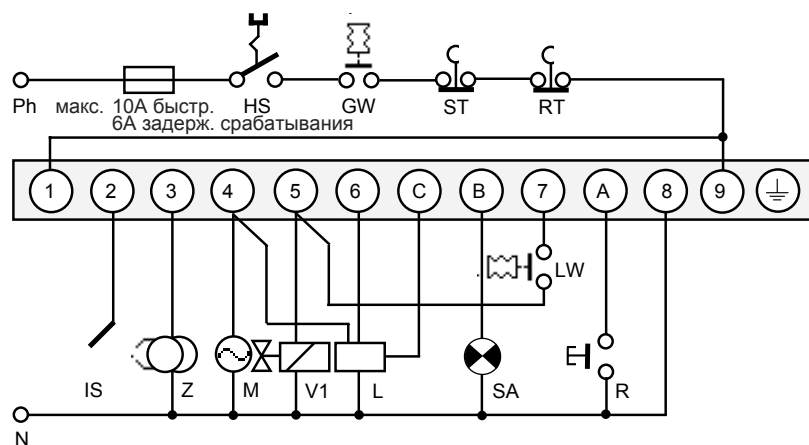 Ph макс. 10А быстр. HS GW ST RT
6А задерж. срабатывания
1 2 3 4 5 6 C B 7 A 8 9
LW
IS Z M V1 L SA R
N